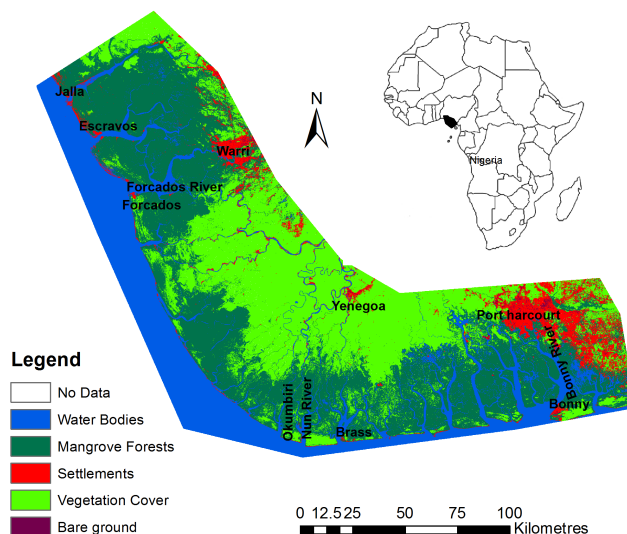 Jalla
Escravos
Warri
Forcados River
Forcados
Yenegoa
Port harcourt
Bonny River
Bonny
Okumbiri
Nun River
Brass
N
Nigeria
Legend
No Data
Water Bodies
Mangrove Forests
Settlements
Vegetation Cover
Bare ground
0 12.5 25 50 75 100
Kilometres